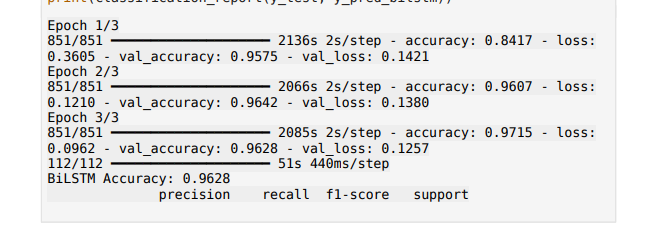 print(classification_report(y_test, y_pred_bilstm))
Epoch 1/3
851/851 ━━━━━━━━━━━━━━━━━━━━ 2136s 2s/step - accuracy: 0.8417 - loss:
0.3605 - val_accuracy: 0.9575 - val_loss: 0.1421
Epoch 2/3
851/851 ━━━━━━━━━━━━━━━━━━━━ 2066s 2s/step - accuracy: 0.9607 - loss:
0.1210 - val_accuracy: 0.9642 - val_loss: 0.1380
Epoch 3/3
851/851 ━━━━━━━━━━━━━━━━━━━━ 2085s 2s/step - accuracy: 0.9715 - loss:
0.0962 - val_accuracy: 0.9628 - val_loss: 0.1257
112/112 ━━━━━━━━━━━━━━━━━━━━ 51s 440ms/step
BiLSTM Accuracy: 0.9628
precision recall f1-score support